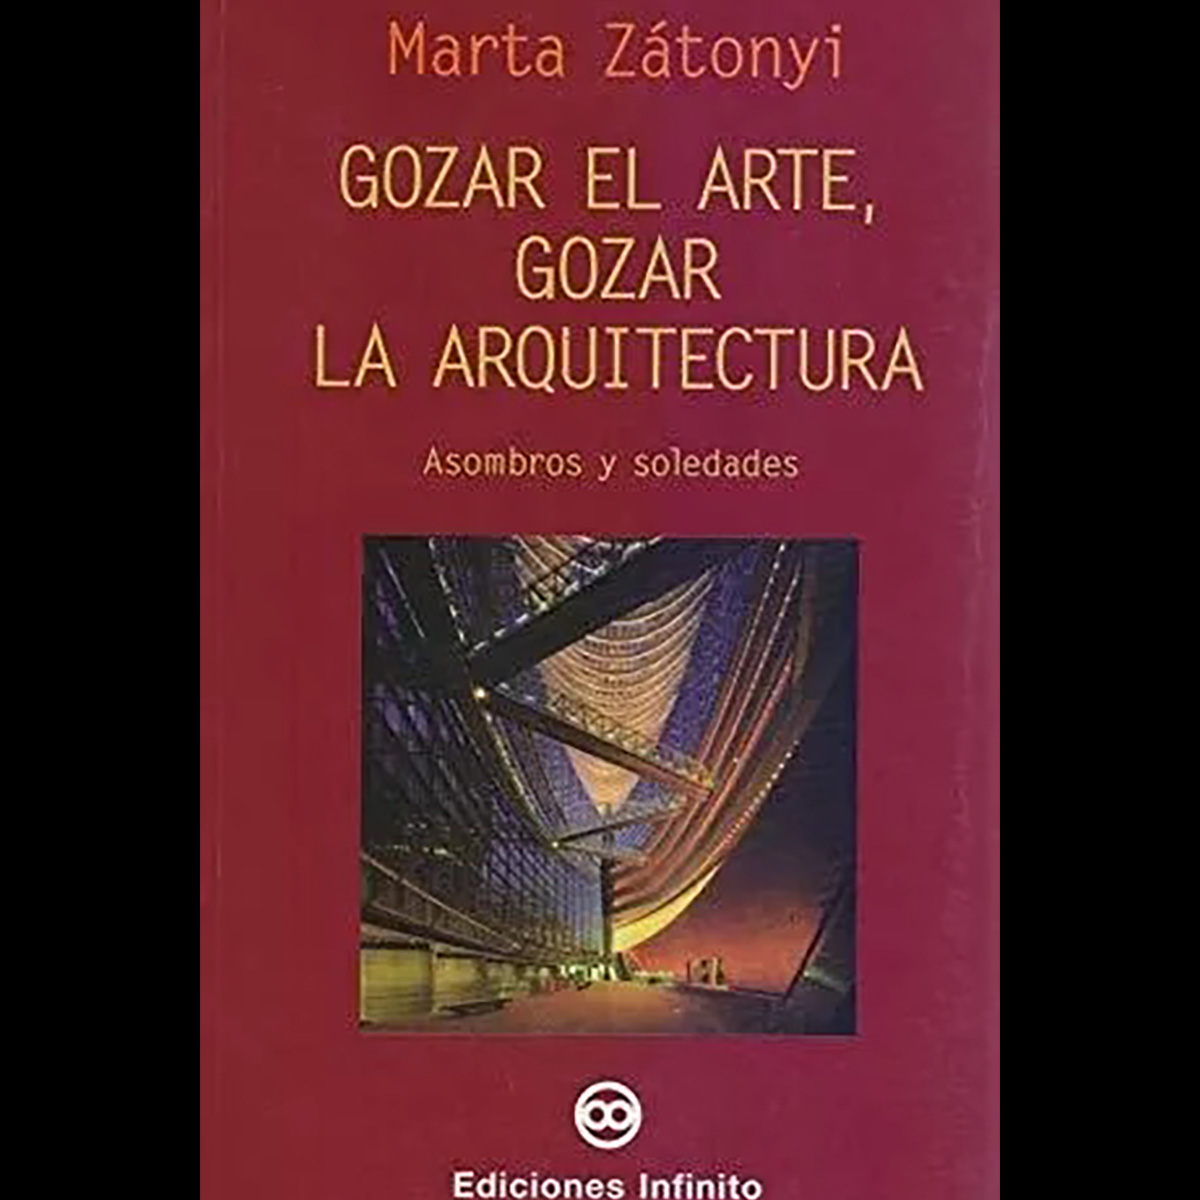 Marta Zátonyi
GOZAR EL ARTE,
GOZAR
LA ARQUITECTURA
Asombros y soledades
Ediciones Infinito